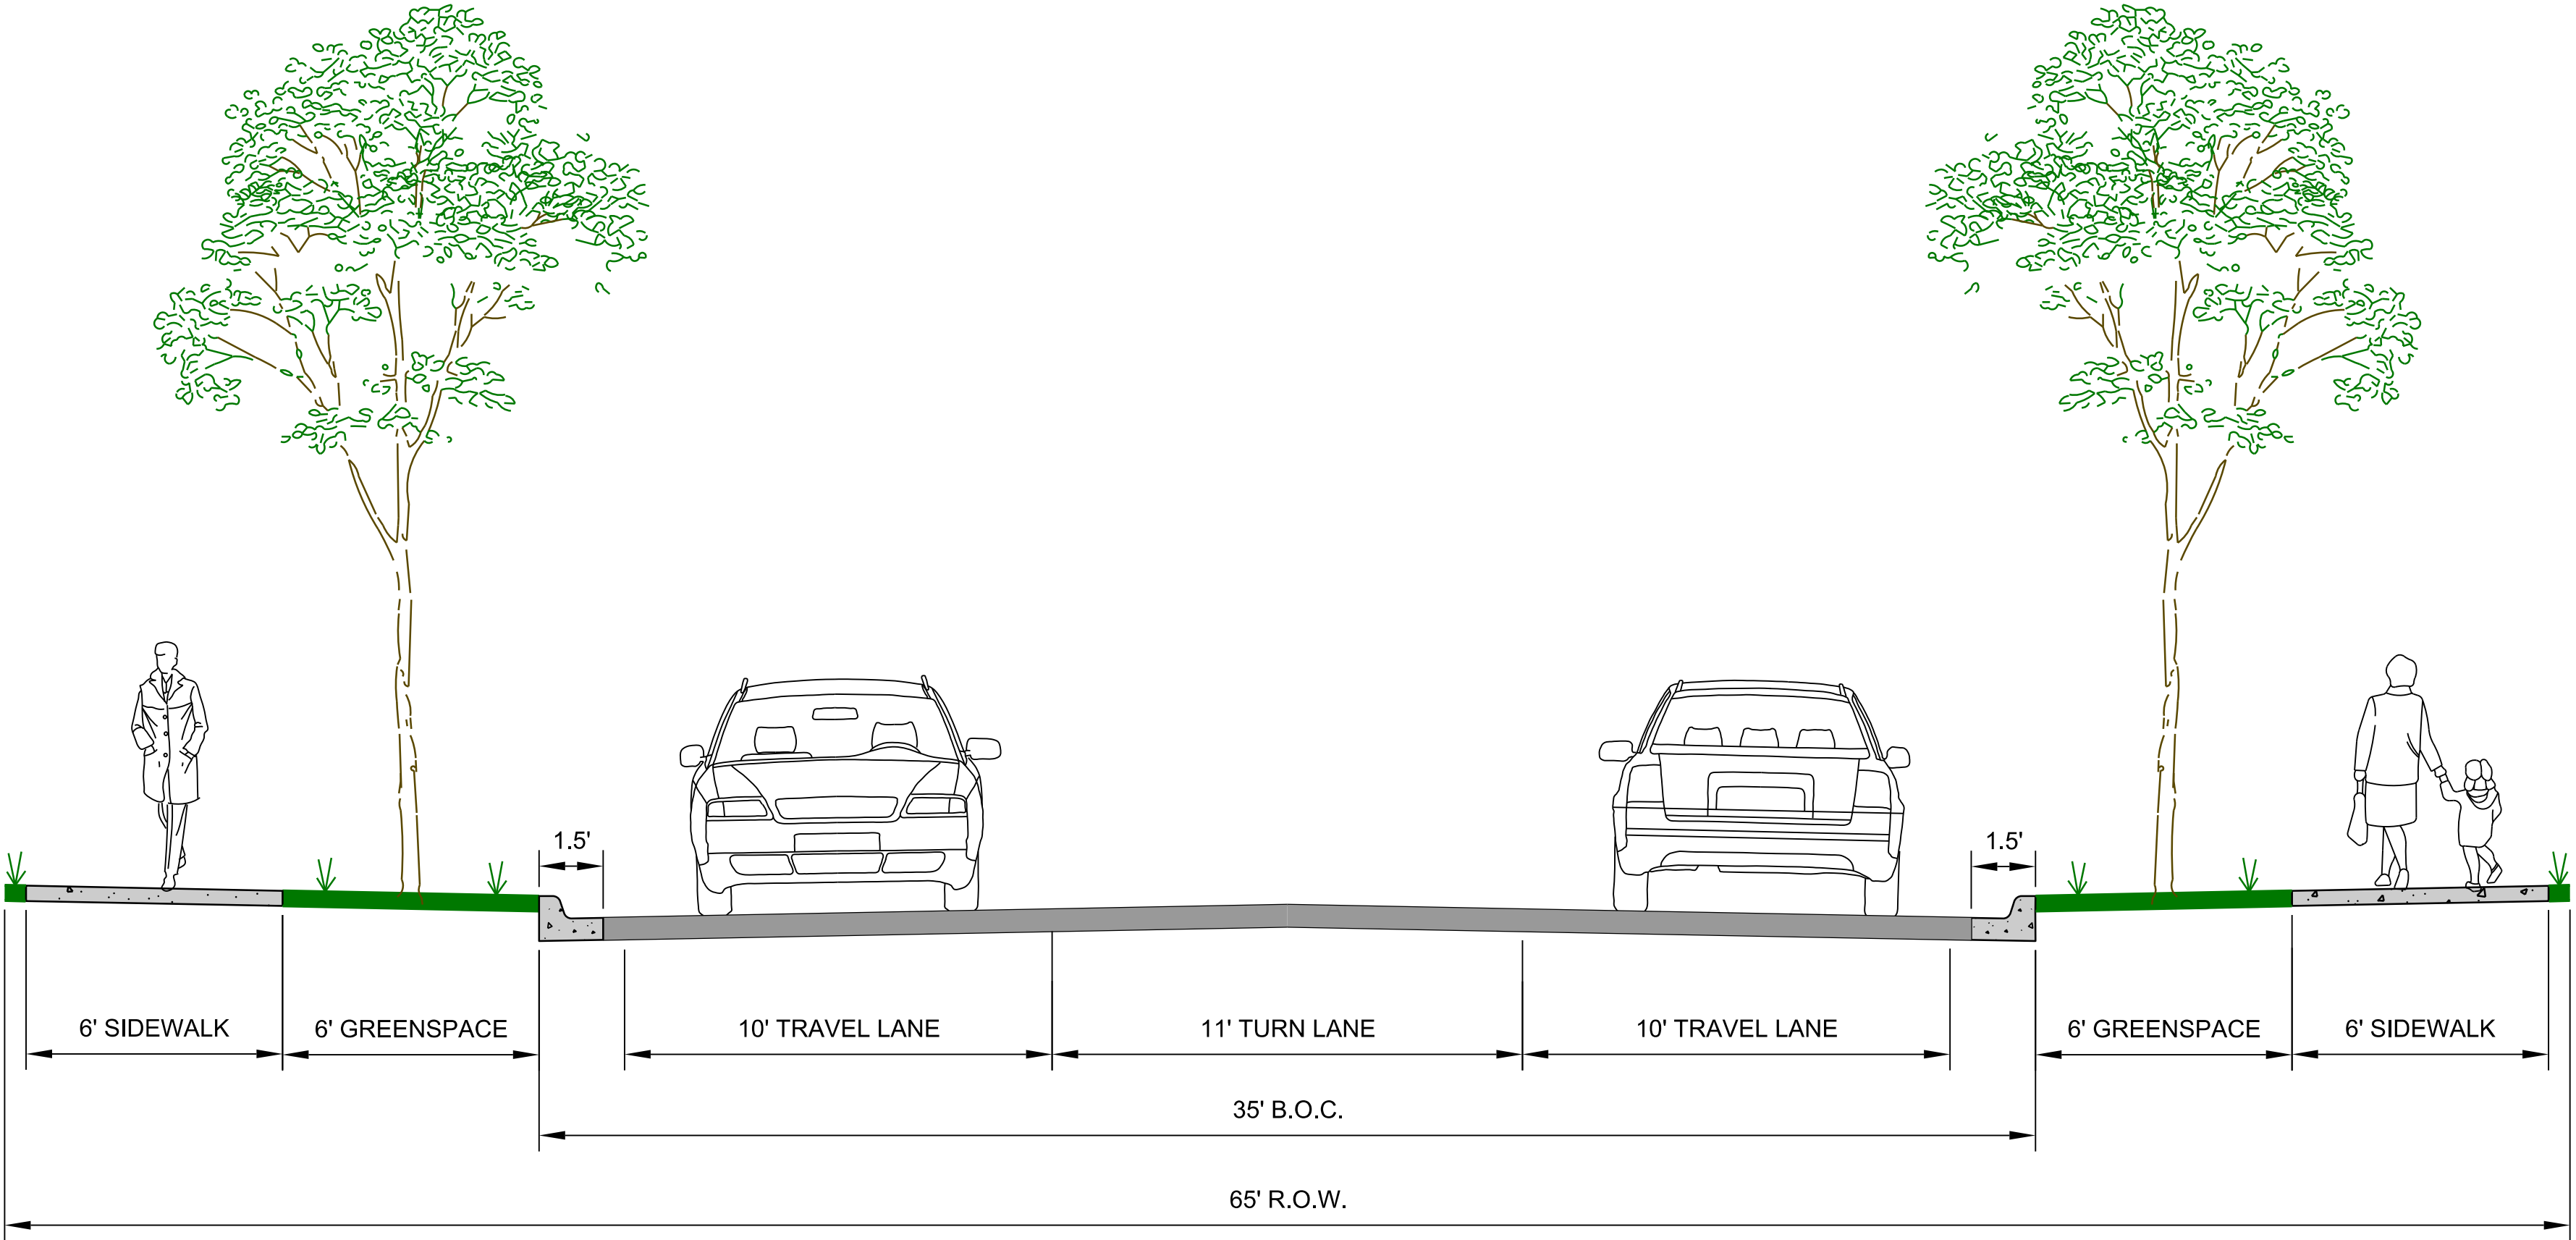 1.5'
1.5'
6' SIDEWALK
6' GREENSPACE
10' TRAVEL LANE
11' TURN LANE
10' TRAVEL LANE
6' GREENSPACE
6' SIDEWALK
35' B.O.C.
65' R.O.W.